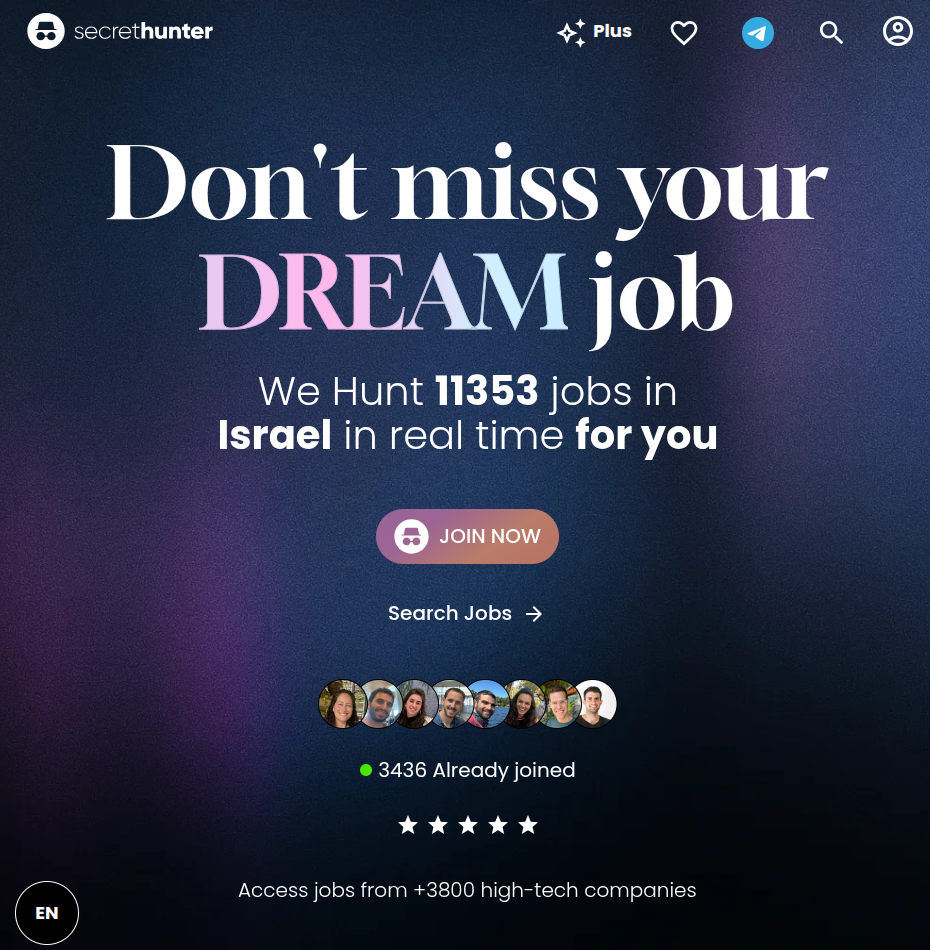 secrethunter
Plus
Don't miss your
DREAM job
We Hunt 11353 jobs in
Israel in real time for you
JOIN NOW
Search Jobs
3436 Already joined
Access jobs from +3800 high-tech companies
EN